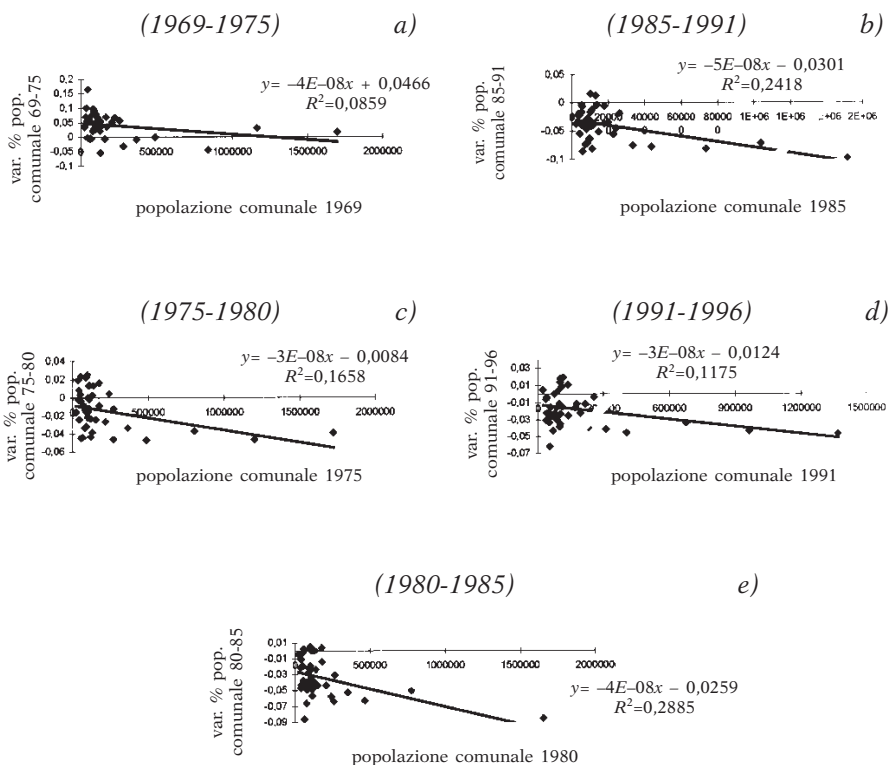 (1969-1975) a)
y= –4E–08x + 0,0466
R²=0,0859
var. % pop.
comunale 69-75
0,2
0,15
0,1
0,05
0
-0,05
-0,1
500000 1000000 1500000 2000000
popolazione comunale 1969
(1985-1991) b)
y= –5E–08x – 0,0301
R²=0,2418
var. % pop.
comunale 85-91
0,05
0
-0,05
-0,1
1E+06 1E+06 2E+06
popolazione comunale 1985
(1975-1980) c)
y= –3E–08x – 0,0084
R²=0,1658
var. % pop.
comunale 75-80
0,04
0,02
0
-0,02
-0,04
-0,06
500000 1000000 1500000 2000000
popolazione comunale 1975
(1991-1996) d)
y= –3E–08x – 0,0124
R²=0,1175
var. % pop.
comunale 91-96
0,03
0,01
-0,01
-0,03
-0,05
-0,07
600000 900000 1200000 1500000
popolazione comunale 1991
(1980-1985) e)
y= –4E–08x – 0,0259
R²=0,2885
var. % pop.
comunale 80-85
0,01
-0,01
-0,03
-0,05
-0,07
-0,09
500000 1000000 1500000 2000000
popolazione comunale 1980